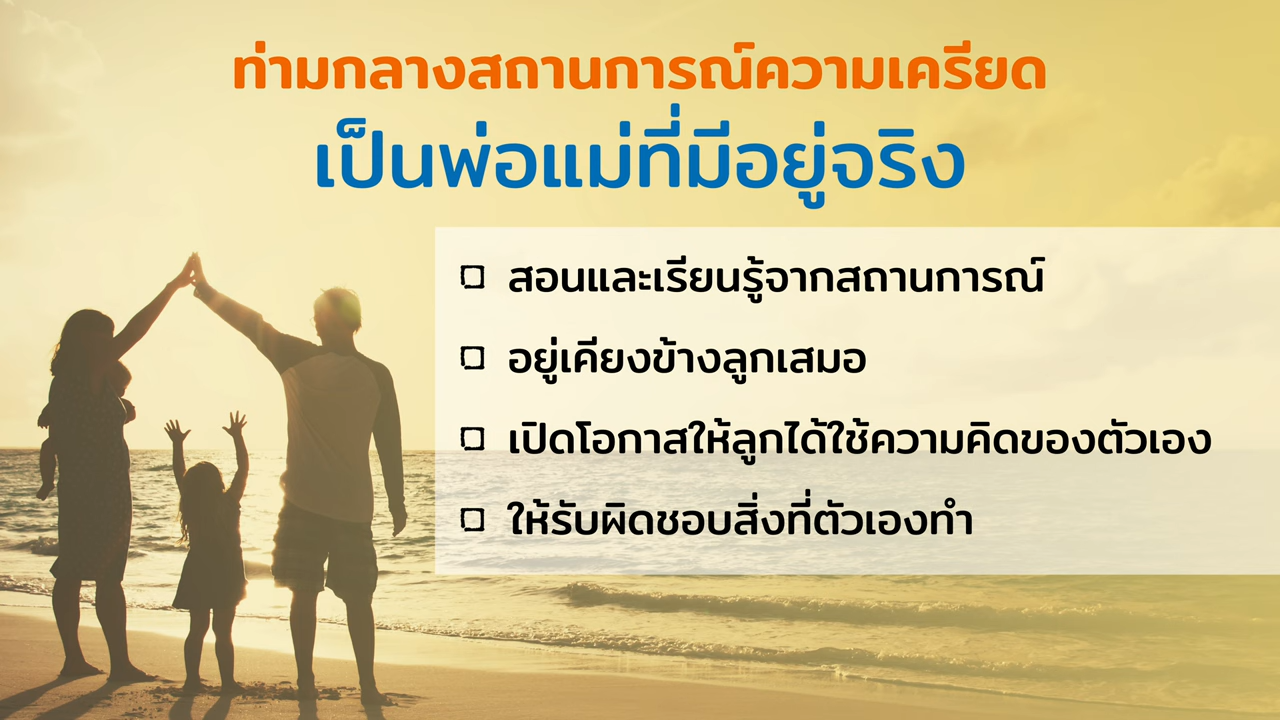 ท่ามกลางสถานการณ์ความเครียด
เป็นพ่อแม่ที่มีอยู่จริง
สอนและเรียนรู้จากสถานการณ์
อยู่เคียงข้างลูกเสมอ
เปิดโอกาสให้ลูกได้ใช้ความคิดของตัวเอง
ให้รับผิดชอบสิ่งที่ตัวเองทำ